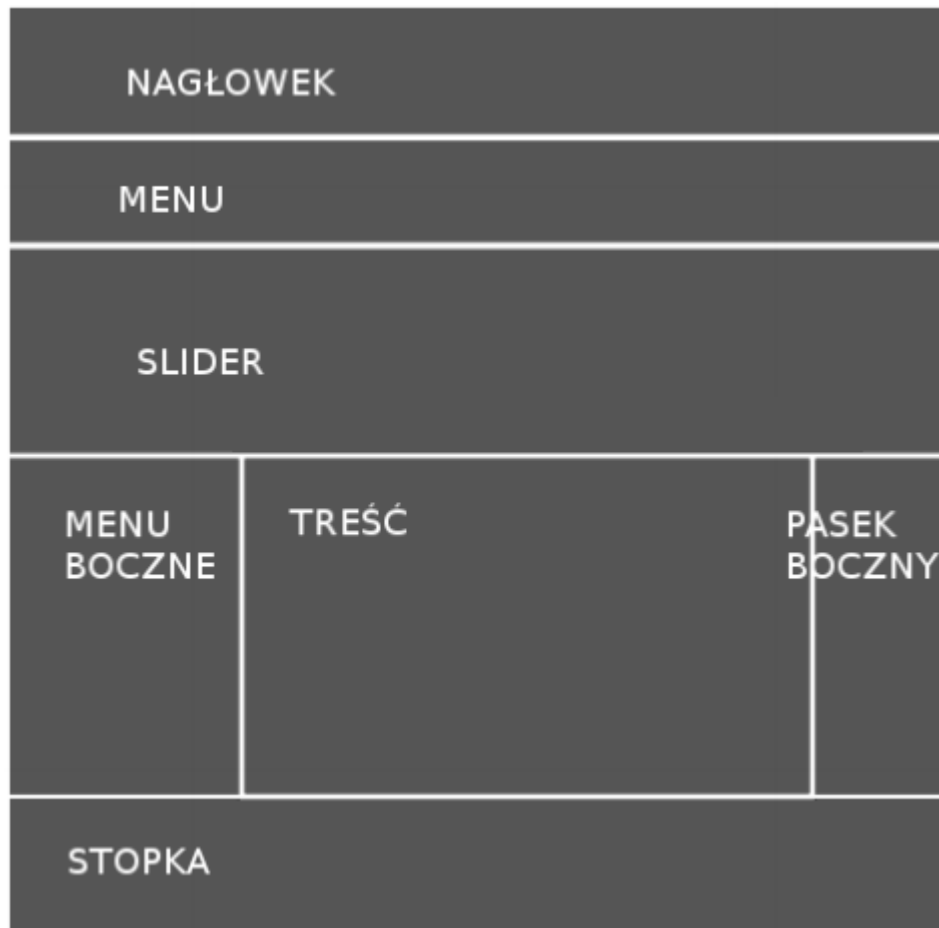 NAGŁOWEK
MENU
SLIDER
MENU
BOCZNE
TREŚĆ
PASEK
BOCZNY
STOPKA